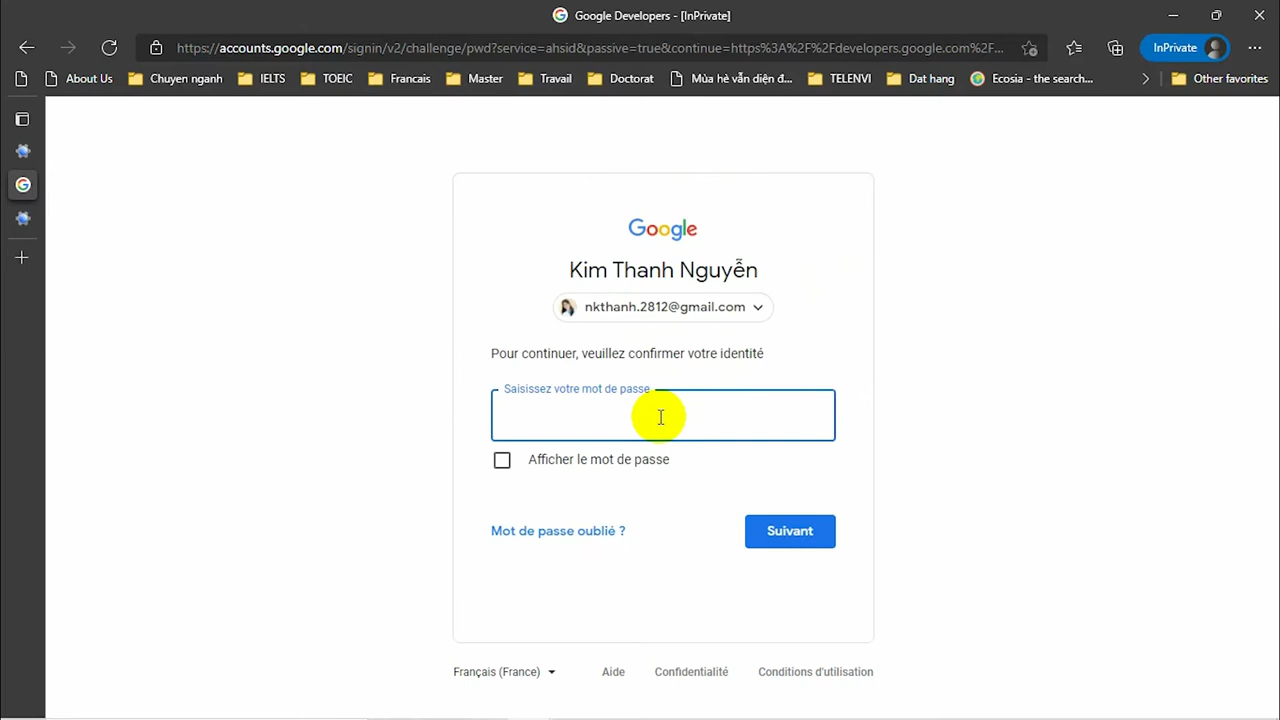 Google Developers - [InPrivate]
https://accounts.google.com/signin/v2/challenge/pwd?service=ahsid&passive=true&continue=https%3A%2F%2Fdevelopers.google.com%2F...
InPrivate
About Us
Chuyen nganh
IELTS
TOEIC
Francais
Master
Travail
Doctorat
Mùa hè vẫn diện đ...
TELENVI
Dat hang
Ecosia - the search...
Other favorites
Google
Kim Thanh Nguyễn
nkthanh.2812@gmail.com
Pour continuer, veuillez confirmer votre identité
Saisissez votre mot de passe
Afficher le mot de passe
Mot de passe oublié ?
Suivant
Français (France)
Aide
Confidentialité
Conditions d'utilisation